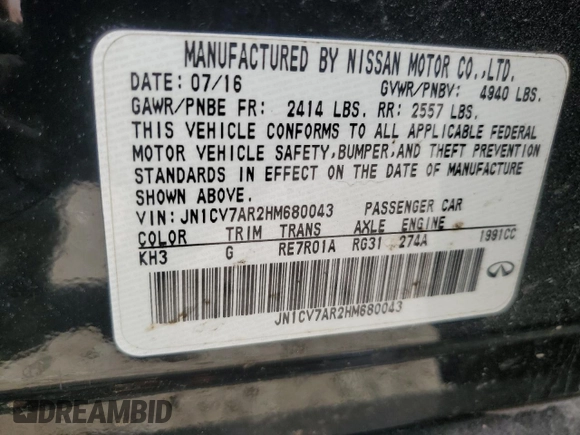 MANUFACTURED BY NISSAN MOTOR CO.,LTD.
DATE: 07/16 GVWR/PNBV: 4940 LBS.
GAWR/PNBE FR: 2414 LBS. RR: 2557 LBS.
THIS VEHICLE CONFORMS TO ALL APPLICABLE FEDERAL
MOTOR VEHICLE SAFETY,BUMPER,AND THEFT PREVENTION
STANDARDS IN EFFECT ON THE DATE OF MANUFACTURE
SHOWN ABOVE.
VIN: JN1CV7AR2HM680043 PASSENGER CAR
COLOR TRIM TRANS AXLE ENGINE
KH3 G RE7R01A RG31 274A 1991CC
JN1CV7AR2HM680043
DREAMBID